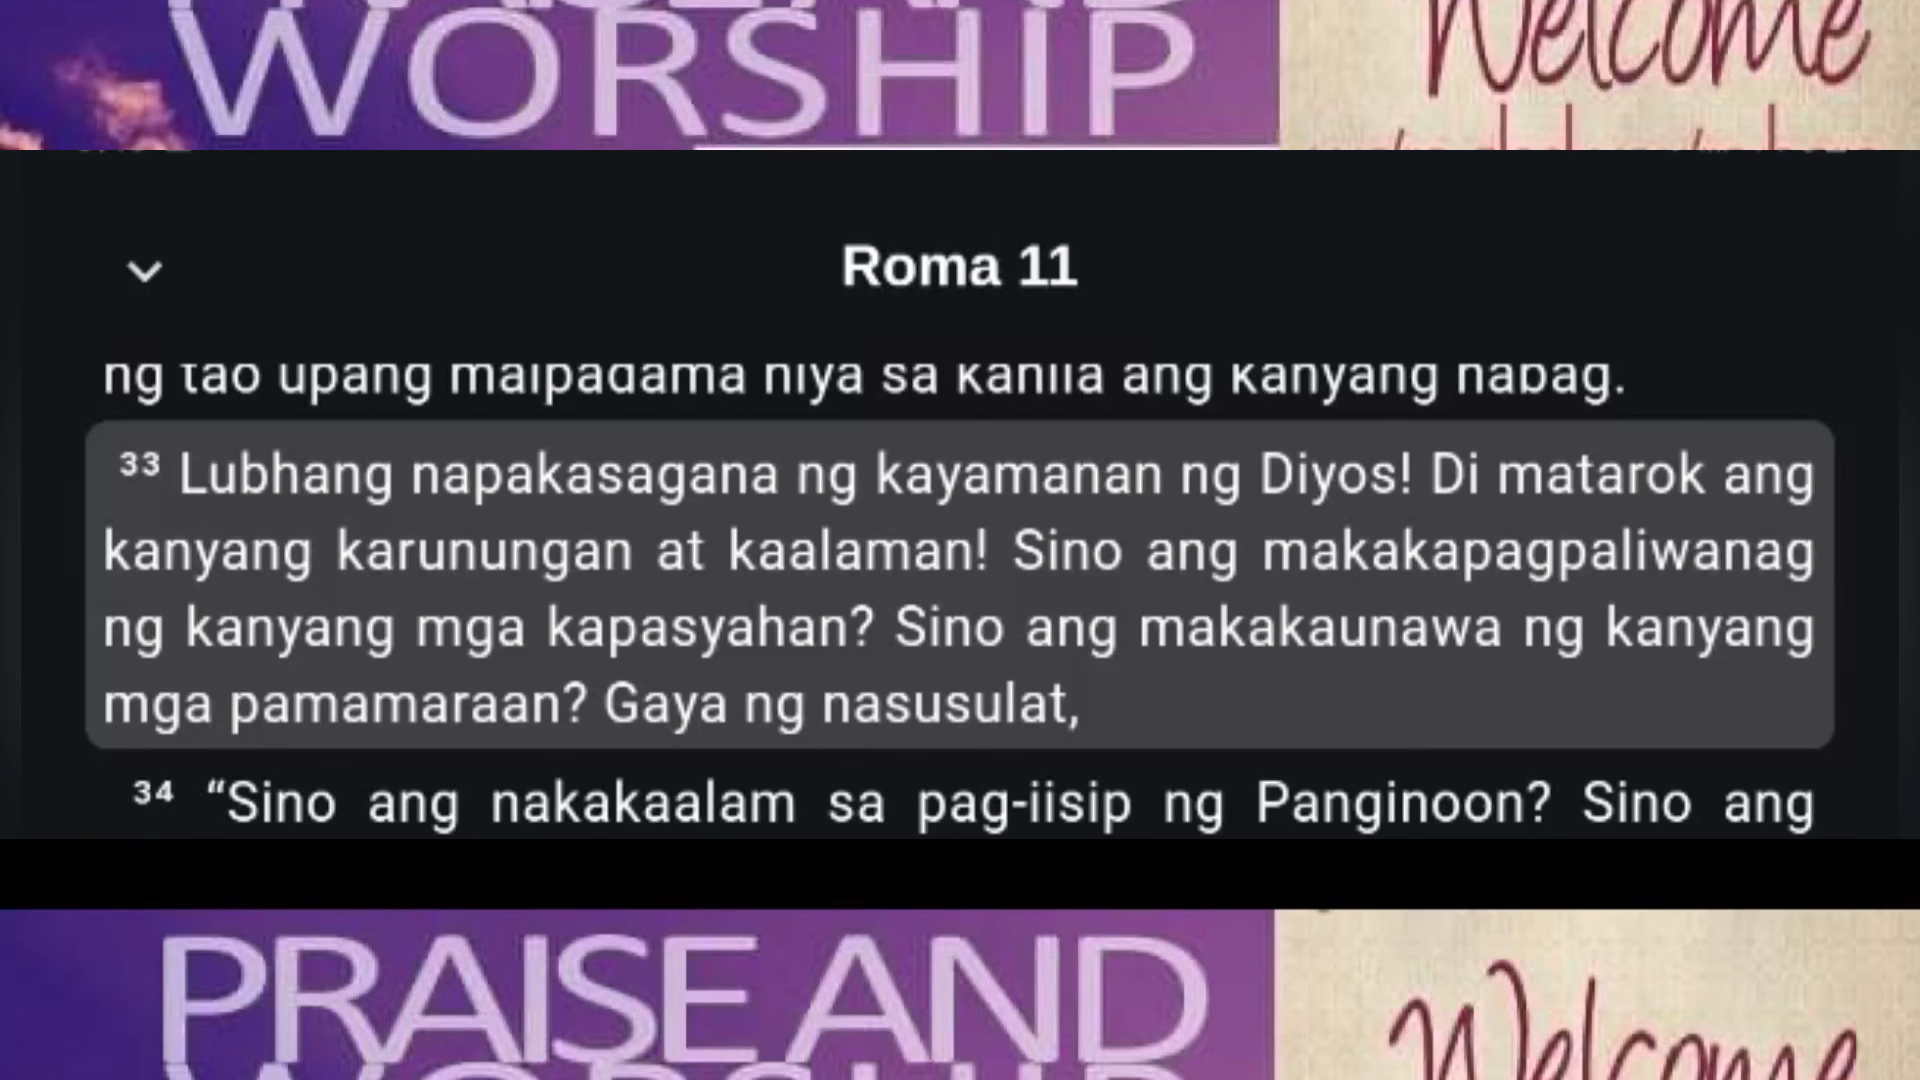 WORSHIP
Welcome
Roma 11
ng tao upang maipadama niya sa kanila ang kanyang habag.
33 Lubhang napakasagana ng kayamanan ng Diyos! Di matarok ang
kanyang karunungan at kaalaman! Sino ang makakapagpaliwanag
ng kanyang mga kapasyahan? Sino ang makakaunawa ng kanyang
mga pamamaraan? Gaya ng nasusulat,
34 “Sino ang nakakaalam sa pag-iisip ng Panginoon? Sino ang
PRAISE AND
WORSHIP
Welcome